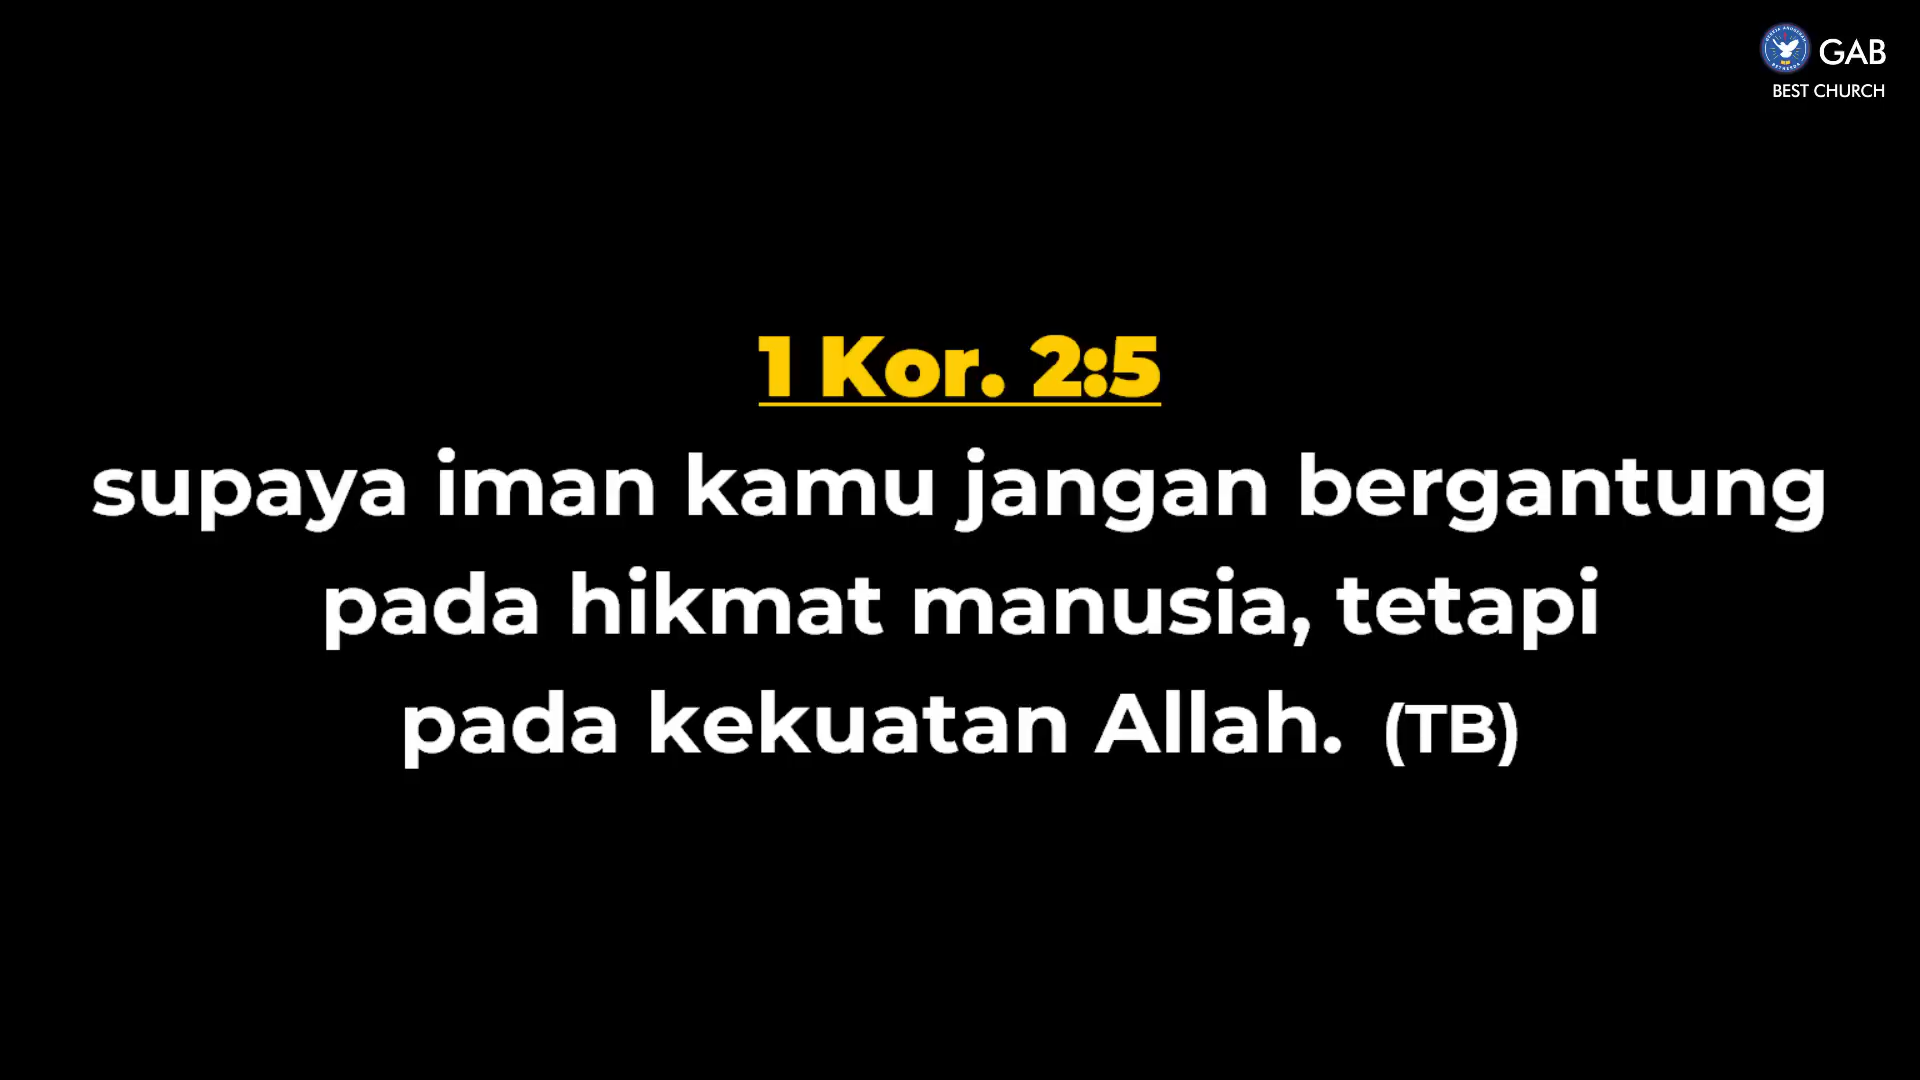 GAB
BEST CHURCH
1 Kor. 2:5
supaya iman kamu jangan bergantung
pada hikmat manusia, tetapi
pada kekuatan Allah. (TB)